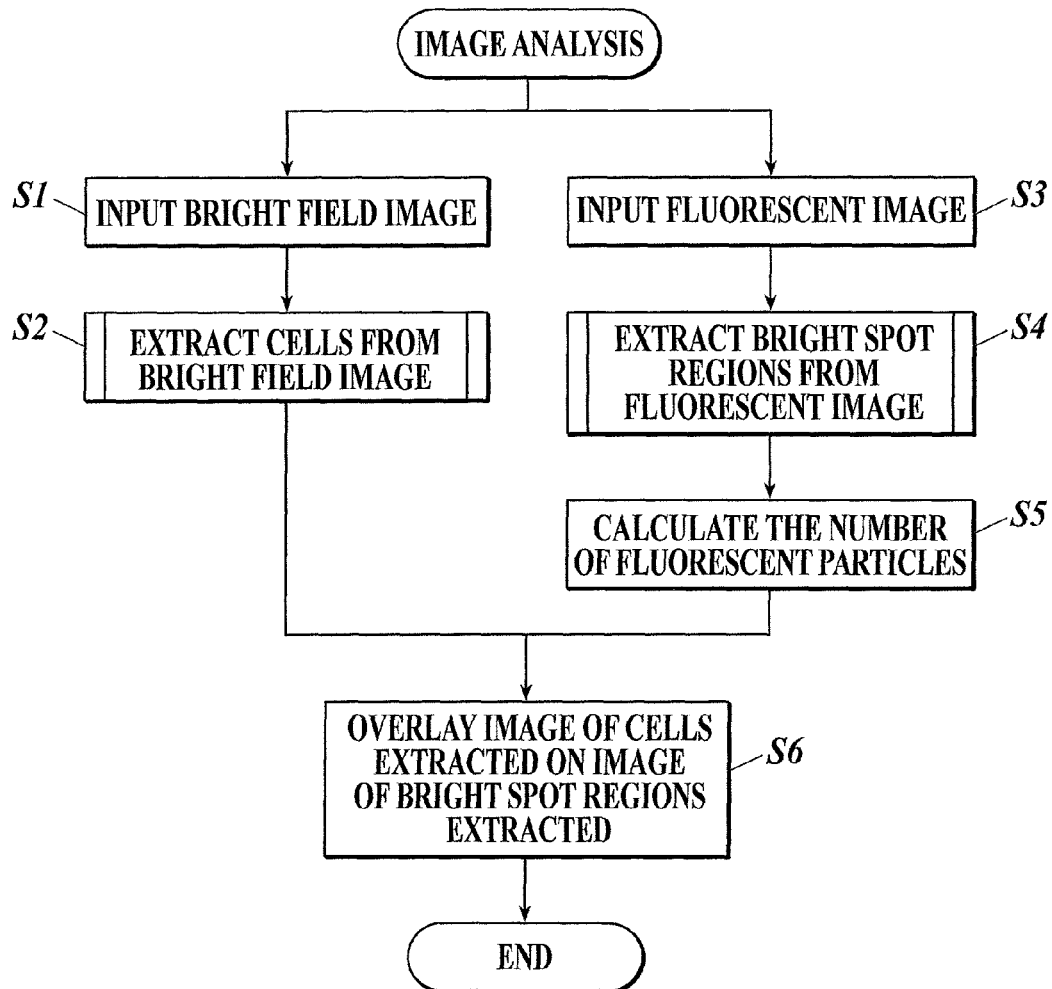 IMAGE ANALYSIS
S1
INPUT BRIGHT FIELD IMAGE
S3
INPUT FLUORESCENT IMAGE
S2
EXTRACT CELLS FROM
BRIGHT FIELD IMAGE
S4
EXTRACT BRIGHT SPOT
REGIONS FROM
FLUORESCENT IMAGE
S5
CALCULATE THE NUMBER
OF FLUORESCENT PARTICLES
S6
OVERLAY IMAGE OF CELLS
EXTRACTED ON IMAGE
OF BRIGHT SPOT REGIONS
EXTRACTED
END